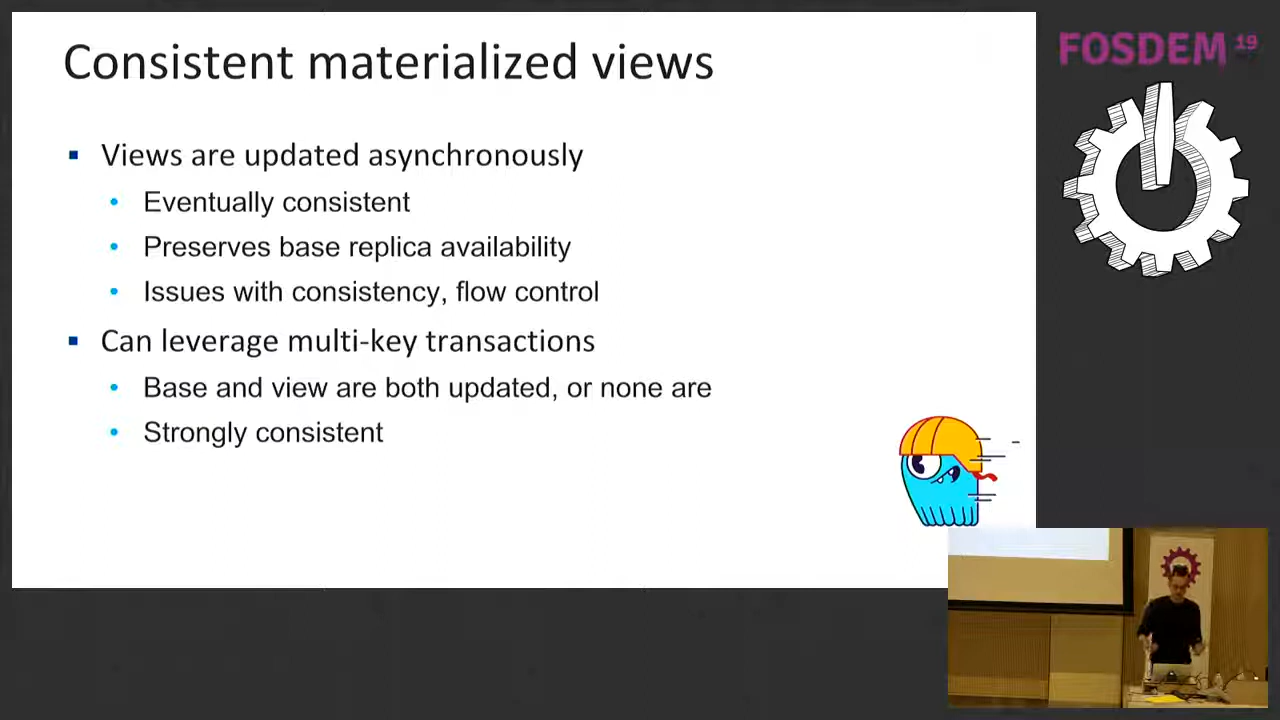 Consistent materialized views
Views are updated asynchronously
Eventually consistent
Preserves base replica availability
Issues with consistency, flow control
Can leverage multi-key transactions
Base and view are both updated, or none are
Strongly consistent
FOSDEM 19